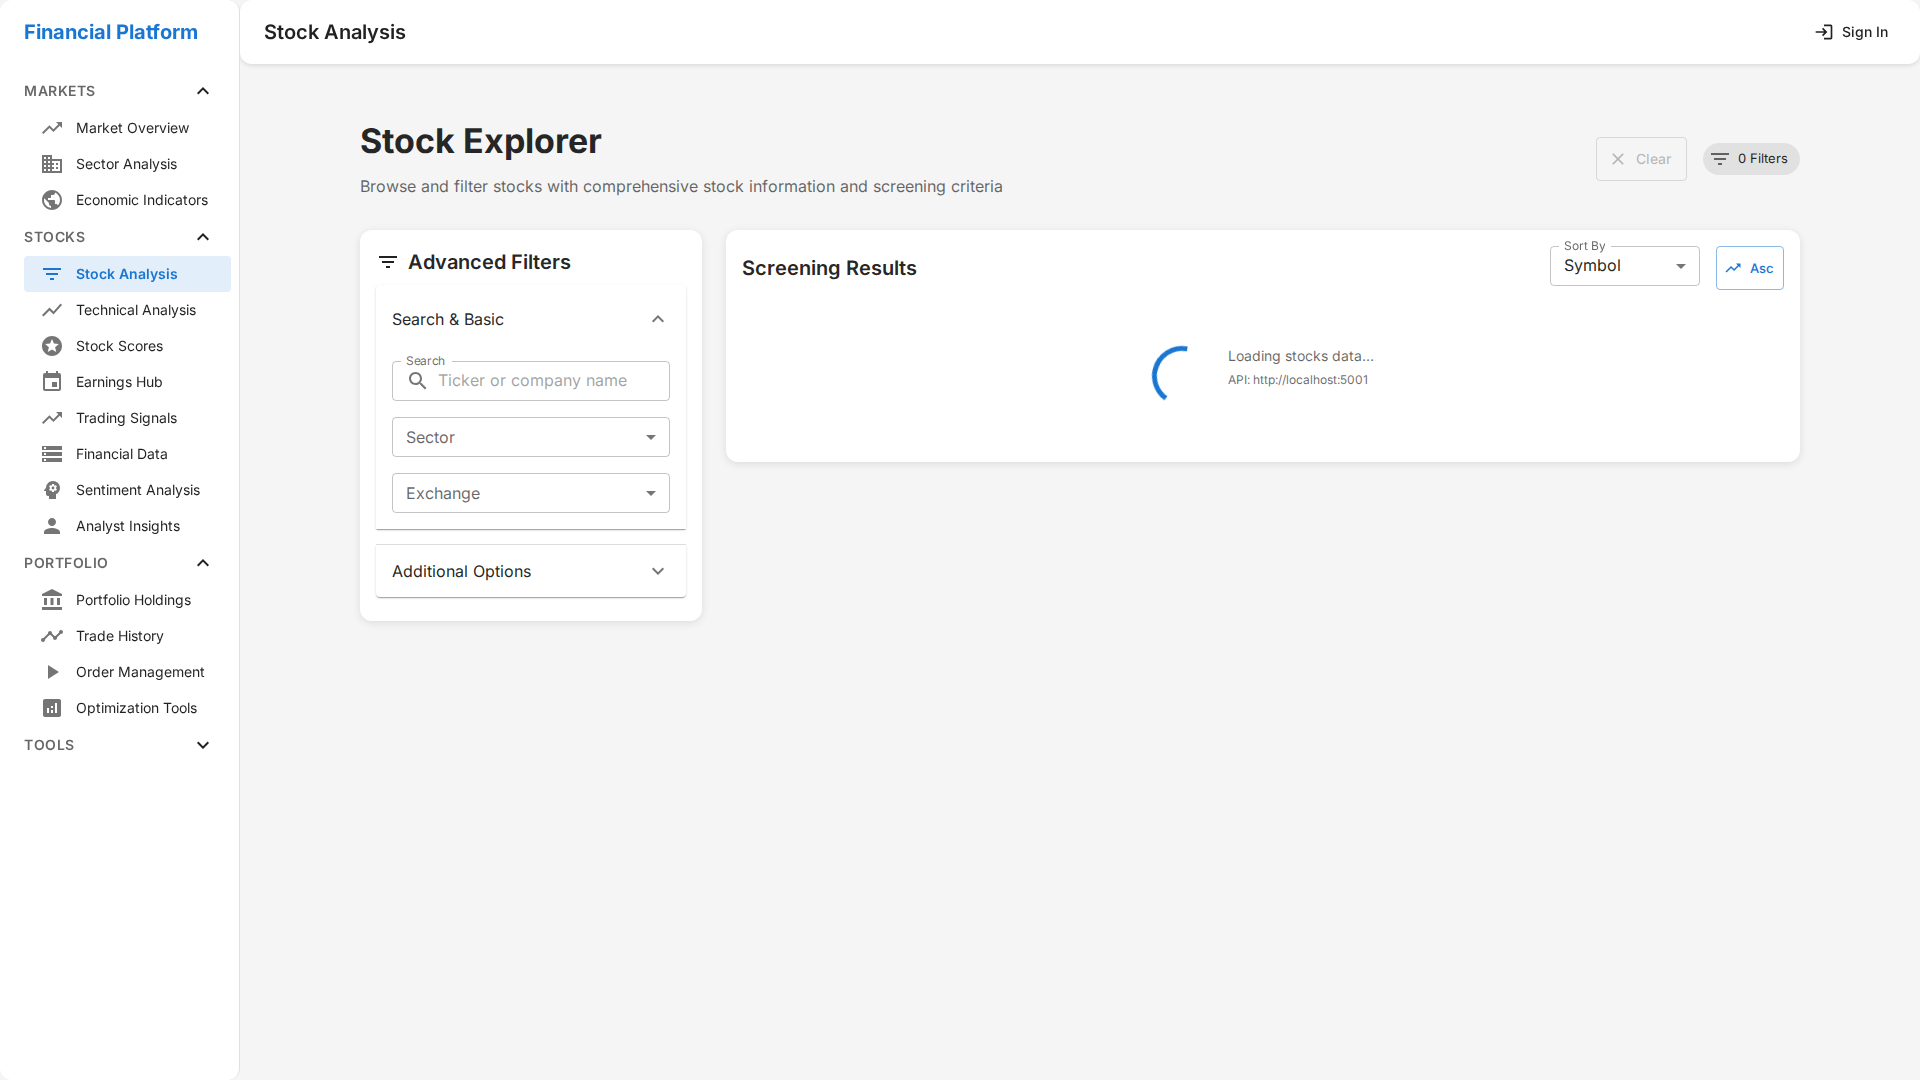 Financial Platform
MARKETS
Market Overview
Sector Analysis
Economic Indicators
STOCKS
Stock Analysis
Technical Analysis
Stock Scores
Earnings Hub
Trading Signals
Financial Data
Sentiment Analysis
Analyst Insights
PORTFOLIO
Portfolio Holdings
Trade History
Order Management
Optimization Tools
TOOLS
Stock Analysis
Sign In
Stock Explorer
Browse and filter stocks with comprehensive stock information and screening criteria
Clear
0 Filters
Advanced Filters
Search & Basic
Search
Ticker or company name
Sector
Exchange
Additional Options
Screening Results
Sort By
Symbol
Asc
Loading stocks data...
API: http://localhost:5001